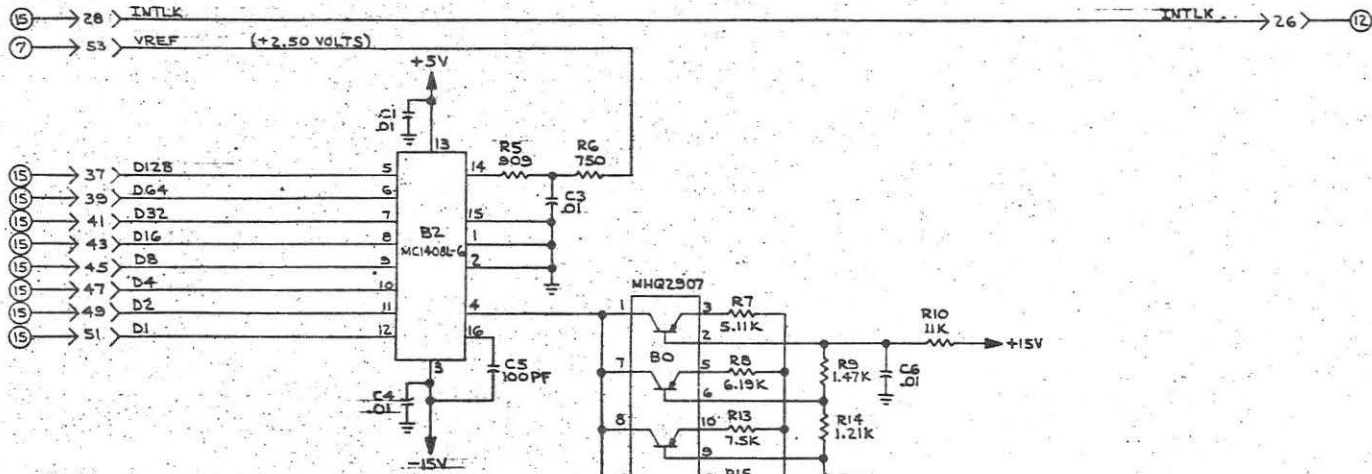 15 28 INTLK INTLK 26 12
7 53 VREF (+2.50 VOLTS)
+5V
C1
.01
13
15 37 D128 5
15 39 D64 6
15 41 D32 7
15 43 D16 8
15 45 D8 9
15 47 D4 10
15 49 D2 11
15 51 D1 12
B2
MC1408L-6
14
15
1
2
4
16
3
R5
909
R6
750
C3
.01
C5
100PF
C4
.01
-15V
MHQ2907
B0
1
7
8
3
2
5
6
10
9
R7
5.11K
R8
6.19K
R13
7.5K
R15
R9
1.47K
R14
1.21K
C6
.01
R10
11K
+15V